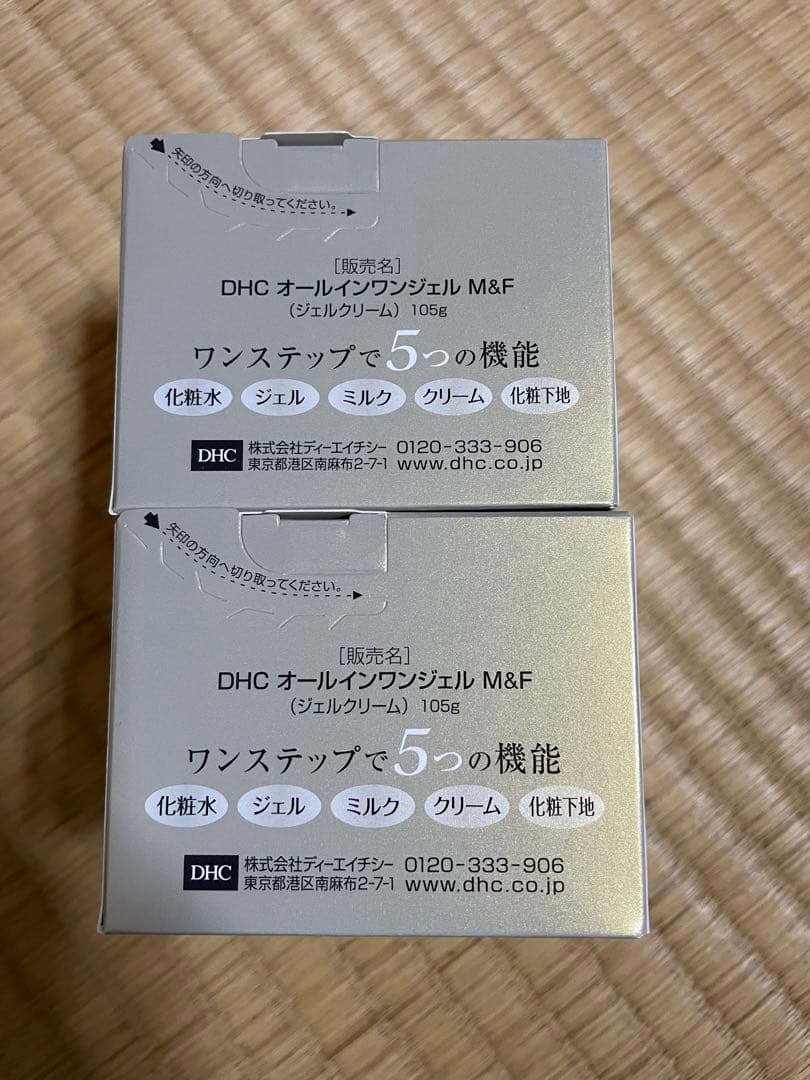 矢印の方向へ切り取ってください。
[販売名]
DHC オールインワンジェル M&F
(ジェルクリーム) 105g
ワンステップで5つの機能
化粧水 ジェル ミルク クリーム 化粧下地
DHC 株式会社ディーエイチシー 0120-333-906
東京都港区南麻布2-7-1 www.dhc.co.jp
矢印の方向へ切り取ってください。
[販売名]
DHC オールインワンジェル M&F
(ジェルクリーム) 105g
ワンステップで5つの機能
化粧水 ジェル ミルク クリーム 化粧下地
DHC 株式会社ディーエイチシー 0120-333-906
東京都港区南麻布2-7-1 www.dhc.co.jp